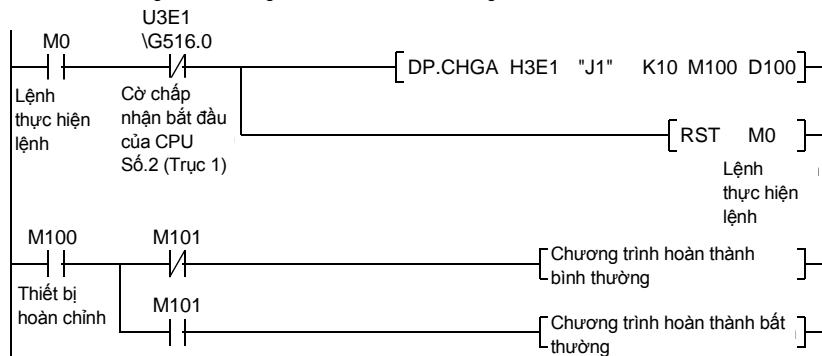 U3E1
M0 \G516.0
DP.CHGA H3E1 "J1" K10 M100 D100
Lệnh
thực hiện
lệnh
Cờ chấp
nhận bắt đầu
của CPU
Số.2 (Trục 1)
RST M0
Lệnh
thực hiện
lệnh
M100 M101
Chương trình hoàn thành
bình thường
Thiết bị
hoàn chỉnh
M101
Chương trình hoàn thành bất
thường